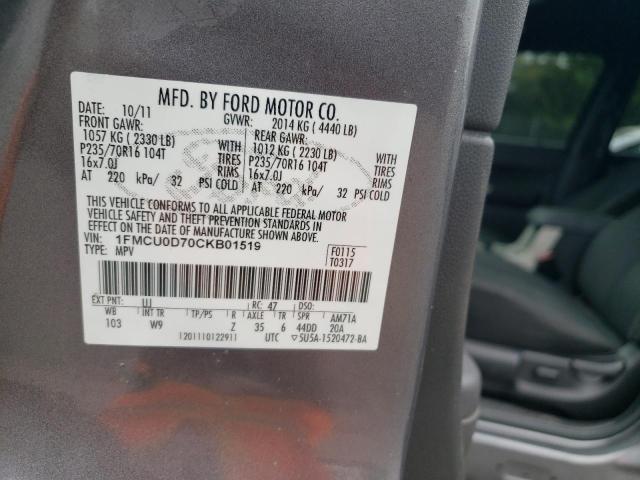 MFD. BY FORD MOTOR CO.
DATE: 10/11 GVWR: 2014 KG ( 4440 LB)
FRONT GAWR: REAR GAWR:
1057 KG ( 2330 LB) WITH 1012 KG ( 2230 LB) WITH
P235/70R16 104T TIRES P235/70R16 104T TIRES
16x7.0J RIMS 16x7.0J RIMS
AT 220 kPa/ 32 PSI COLD AT 220 kPa/ 32 PSI COLD
THIS VEHICLE CONFORMS TO ALL APPLICABLE FEDERAL MOTOR
VEHICLE SAFETY AND THEFT PREVENTION STANDARDS IN
EFFECT ON THE DATE OF MANUFACTURE SHOWN ABOVE.
VIN: 1FMCU0D70CKB01519 F0115
TYPE: MPV T0317
EXT PNT: UJ RC: 47 DSO:
WB INT TR TP/PS R AXLE TR SPR AM71A
103 W9 Z 35 6 44DD 20A
1201110122911 UTC 5U5A-1520472-BA
Ford